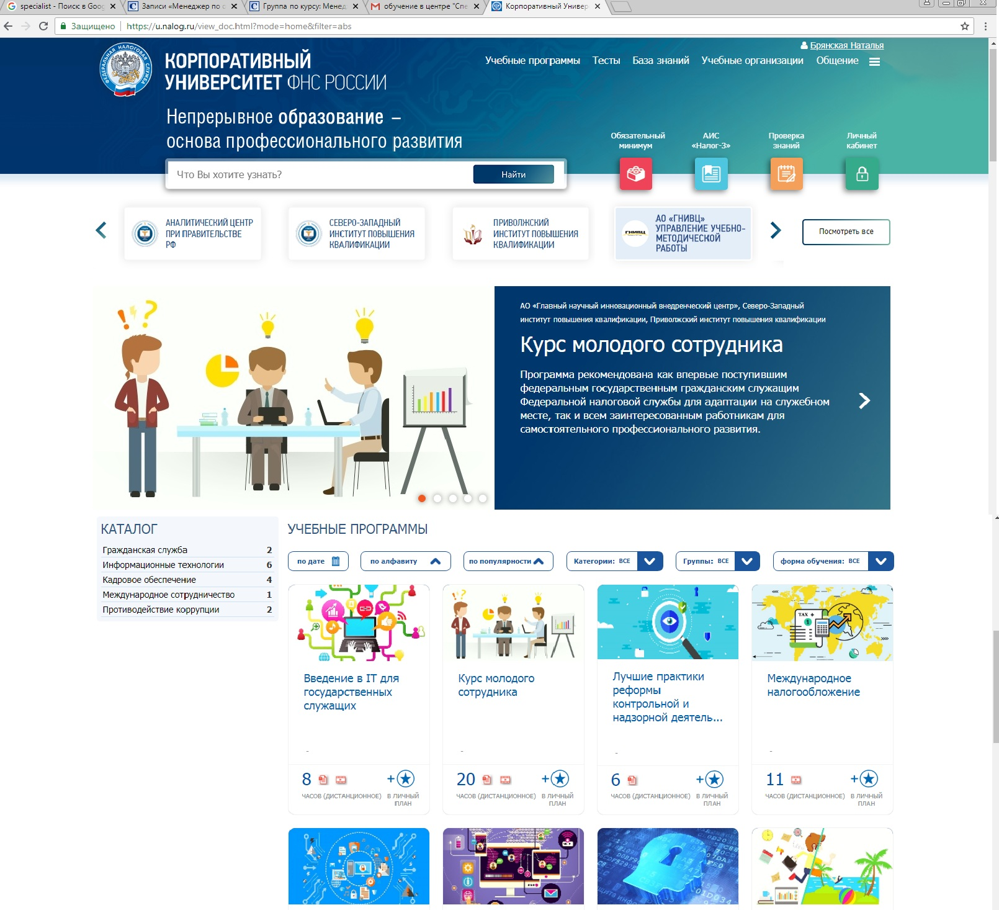 specialist - Поиск в Goog
Записи «Менеджер по с
Группа по курсу: Менед
обучение в центре "Спе
Корпоративный Универ
Защищено
https://u.nalog.ru/view_doc.html?mode=home&filter=abs
Брянская Наталья
КОРПОРАТИВНЫЙ
УНИВЕРСИТЕТ ФНС РОССИИ
Учебные программы Тесты База знаний Учебные организации Общение
Непрерывное образование –
основа профессионального развития
Обязательный минимум
АИС «Налог-3»
Проверка знаний
Личный кабинет
Что Вы хотите узнать?
Найти
АНАЛИТИЧЕСКИЙ ЦЕНТР
ПРИ ПРАВИТЕЛЬСТВЕ
РФ
СЕВЕРО-ЗАПАДНЫЙ
ИНСТИТУТ ПОВЫШЕНИЯ
КВАЛИФИКАЦИИ
ПРИВОЛЖСКИЙ
ИНСТИТУТ ПОВЫШЕНИЯ
КВАЛИФИКАЦИИ
ГНИВЦ
АО «ГНИВЦ»
УПРАВЛЕНИЕ УЧЕБНО-
МЕТОДИЧЕСКОЙ
РАБОТЫ
Посмотреть все
АО «Главный научный инновационный внедренческий центр», Северо-Западный
институт повышения квалификации, Приволжский институт повышения квалификации
Курс молодого сотрудника
Программа рекомендована как впервые поступившим
федеральным государственным гражданским служащим
Федеральной налоговой службы для адаптации на служебном
месте, так и всем заинтересованным работникам для
самостоятельного профессионального развития.
КАТАЛОГ
Гражданская служба 2
Информационные технологии 6
Кадровое обеспечение 4
Международное сотрудничество 1
Противодействие коррупции 2
УЧЕБНЫЕ ПРОГРАММЫ
по дате
по алфавиту
по популярности
Категории: ВСЕ
Группы: ВСЕ
форма обучения: ВСЕ
Введение в IT для
государственных
служащих
-
8
ЧАСОВ (ДИСТАНЦИОННОЕ)
+
В ЛИЧНЫЙ
ПЛАН
Курс молодого
сотрудника
-
20
ЧАСОВ (ДИСТАНЦИОННОЕ)
+
В ЛИЧНЫЙ
ПЛАН
Лучшие практики
реформы
контрольной и
надзорной деятель...
-
6
ЧАСОВ (ДИСТАНЦИОННОЕ)
+
В ЛИЧНЫЙ
ПЛАН
TAX +
Международное
налогообложение
-
11
ЧАСОВ (ДИСТАНЦИОННОЕ)
+
В ЛИЧНЫЙ
ПЛАН